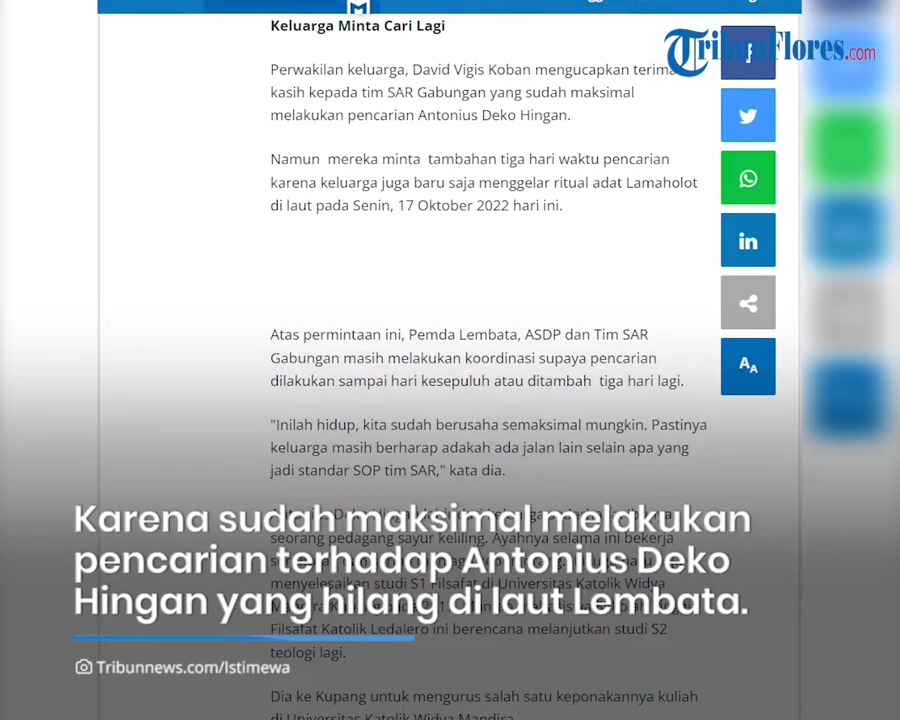 Keluarga Minta Cari Lagi
TribunFlores.com
Perwakilan keluarga, David Vigis Koban mengucapkan terima
kasih kepada tim SAR Gabungan yang sudah maksimal
melakukan pencarian Antonius Deko Hingan.
Namun mereka minta tambahan tiga hari waktu pencarian
karena keluarga juga baru saja menggelar ritual adat Lamaholot
di laut pada Senin, 17 Oktober 2022 hari ini.
Atas permintaan ini, Pemda Lembata, ASDP dan Tim SAR
Gabungan masih melakukan koordinasi supaya pencarian
dilakukan sampai hari kesepuluh atau ditambah tiga hari lagi.
"Inilah hidup, kita sudah berusaha semaksimal mungkin. Pastinya
keluarga masih berharap adakah ada jalan lain selain apa yang
jadi standar SOP tim SAR," kata dia.
Karena sudah maksimal melakukan
seorang pedagang sayur keliling. Ayahnya selama ini bekerja
pencarian terhadap Antonius Deko
menyelesaikan studi S1 Filsafat di Universitas Katolik Widya
Hingan yang hilang di laut Lembata.
Filsafat Katolik Ledalero ini berencana melanjutkan studi S2
teologi lagi.
Tribunnews.com/Istimewa
Dia ke Kupang untuk mengurus salah satu keponakannya kuliah
di Universitas Katolik Widya Mandira